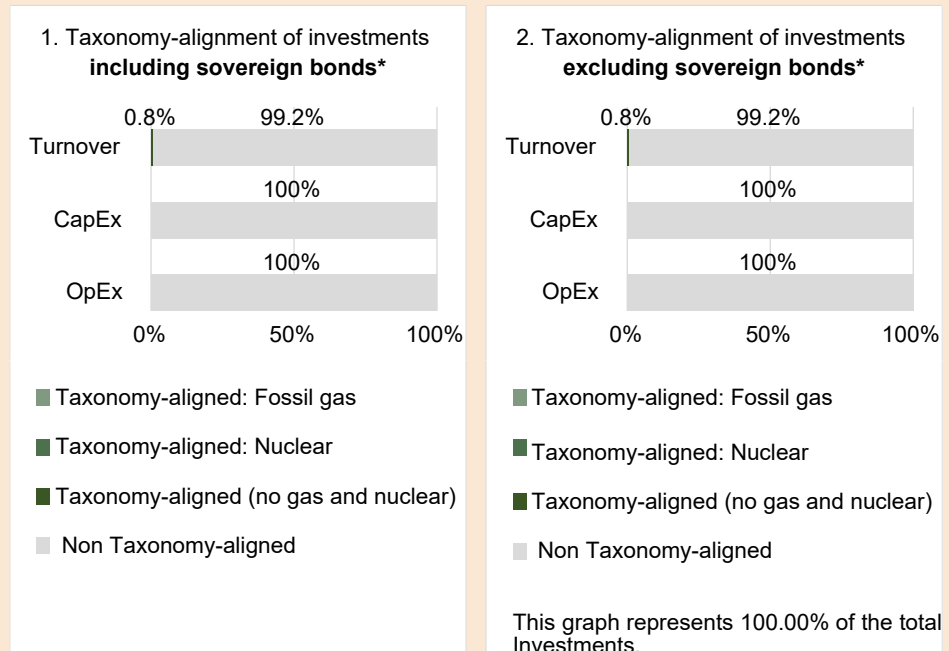 1. Taxonomy-alignment of investments
including sovereign bonds*
0.8% 99.2%
Turnover
100%
CapEx
100%
OpEx
0% 50% 100%
Taxonomy-aligned: Fossil gas
Taxonomy-aligned: Nuclear
Taxonomy-aligned (no gas and nuclear)
Non Taxonomy-aligned
2. Taxonomy-alignment of investments
excluding sovereign bonds*
0.8% 99.2%
Turnover
100%
CapEx
100%
OpEx
0% 50% 100%
Taxonomy-aligned: Fossil gas
Taxonomy-aligned: Nuclear
Taxonomy-aligned (no gas and nuclear)
Non Taxonomy-aligned
This graph represents 100.00% of the total
Investments.